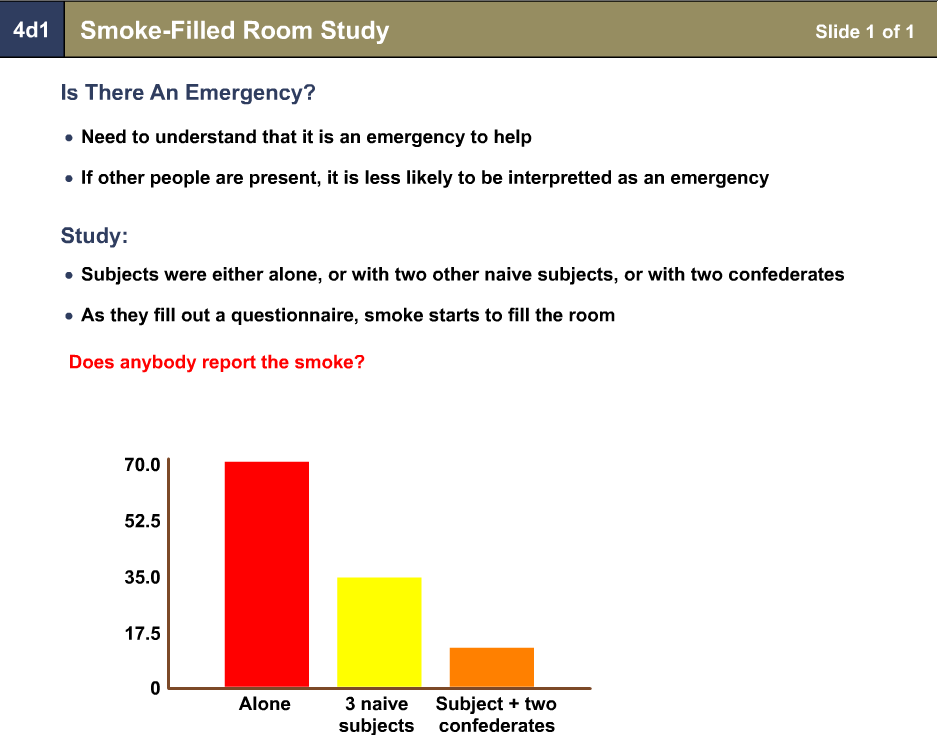 4d1 Smoke-Filled Room Study Slide 1 of 1
Is There An Emergency?
• Need to understand that it is an emergency to help
• If other people are present, it is less likely to be interpretted as an emergency
Study:
• Subjects were either alone, or with two other naive subjects, or with two confederates
• As they fill out a questionnaire, smoke starts to fill the room
Does anybody report the smoke?
70.0
52.5
35.0
17.5
0
Alone 3 naive Subject + two
subjects confederates